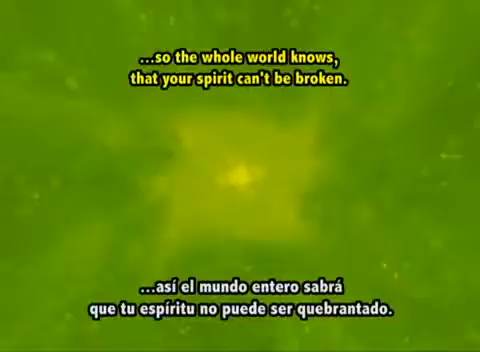 ...so the whole world knows,
that your spirit can't be broken.
...así el mundo entero sabrá
que tu espíritu no puede ser quebrantado.